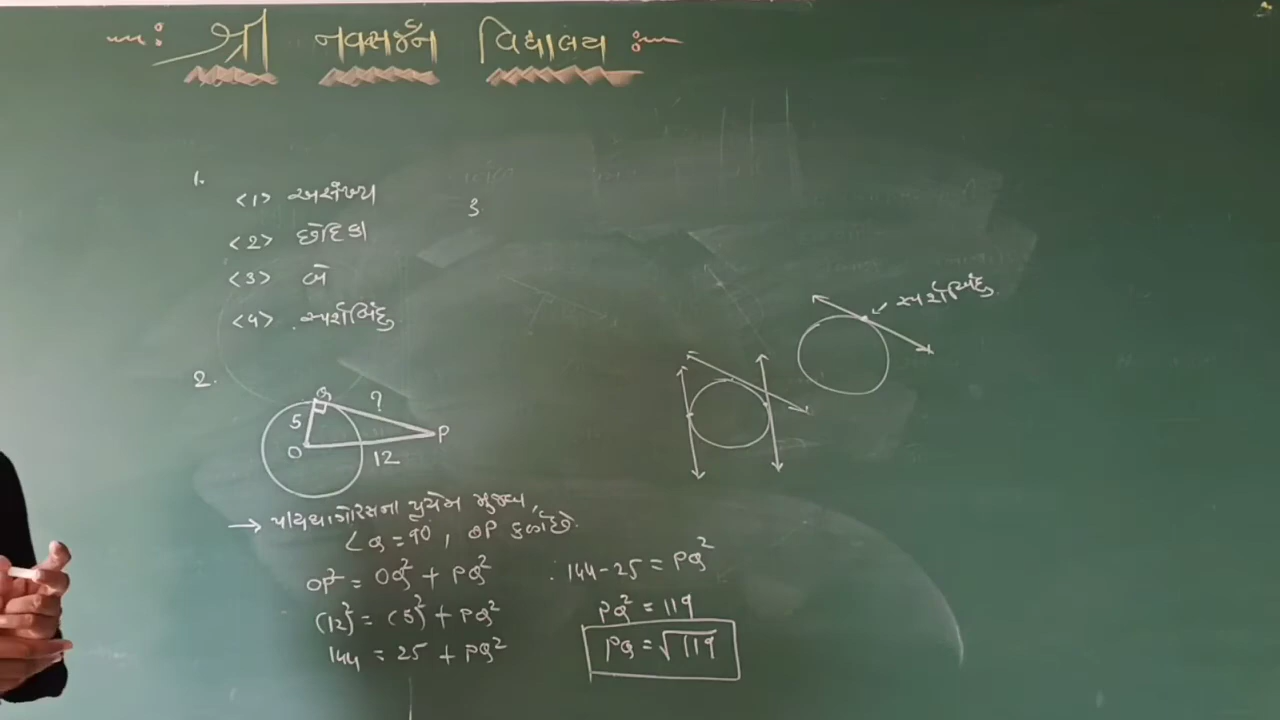 શ્રી નવસર્જન વિદ્યાલય
1.
<1> અસંખ્ય
<2> છેદિકા
<3> બે
<4> સ્પર્શબિંદુ
2.
Q
5
?
O
12
P
→ પાયથાગોરસના પ્રમેય મુજબ,
∠Q = 90°, OP કર્ણ છે.
OP² = OQ² + PQ²
(12)² = (5)² + PQ²
144 = 25 + PQ²
∴ 144 - 25 = PQ²
PQ² = 119
PQ = √119
3
સ્પર્શબિંદુ